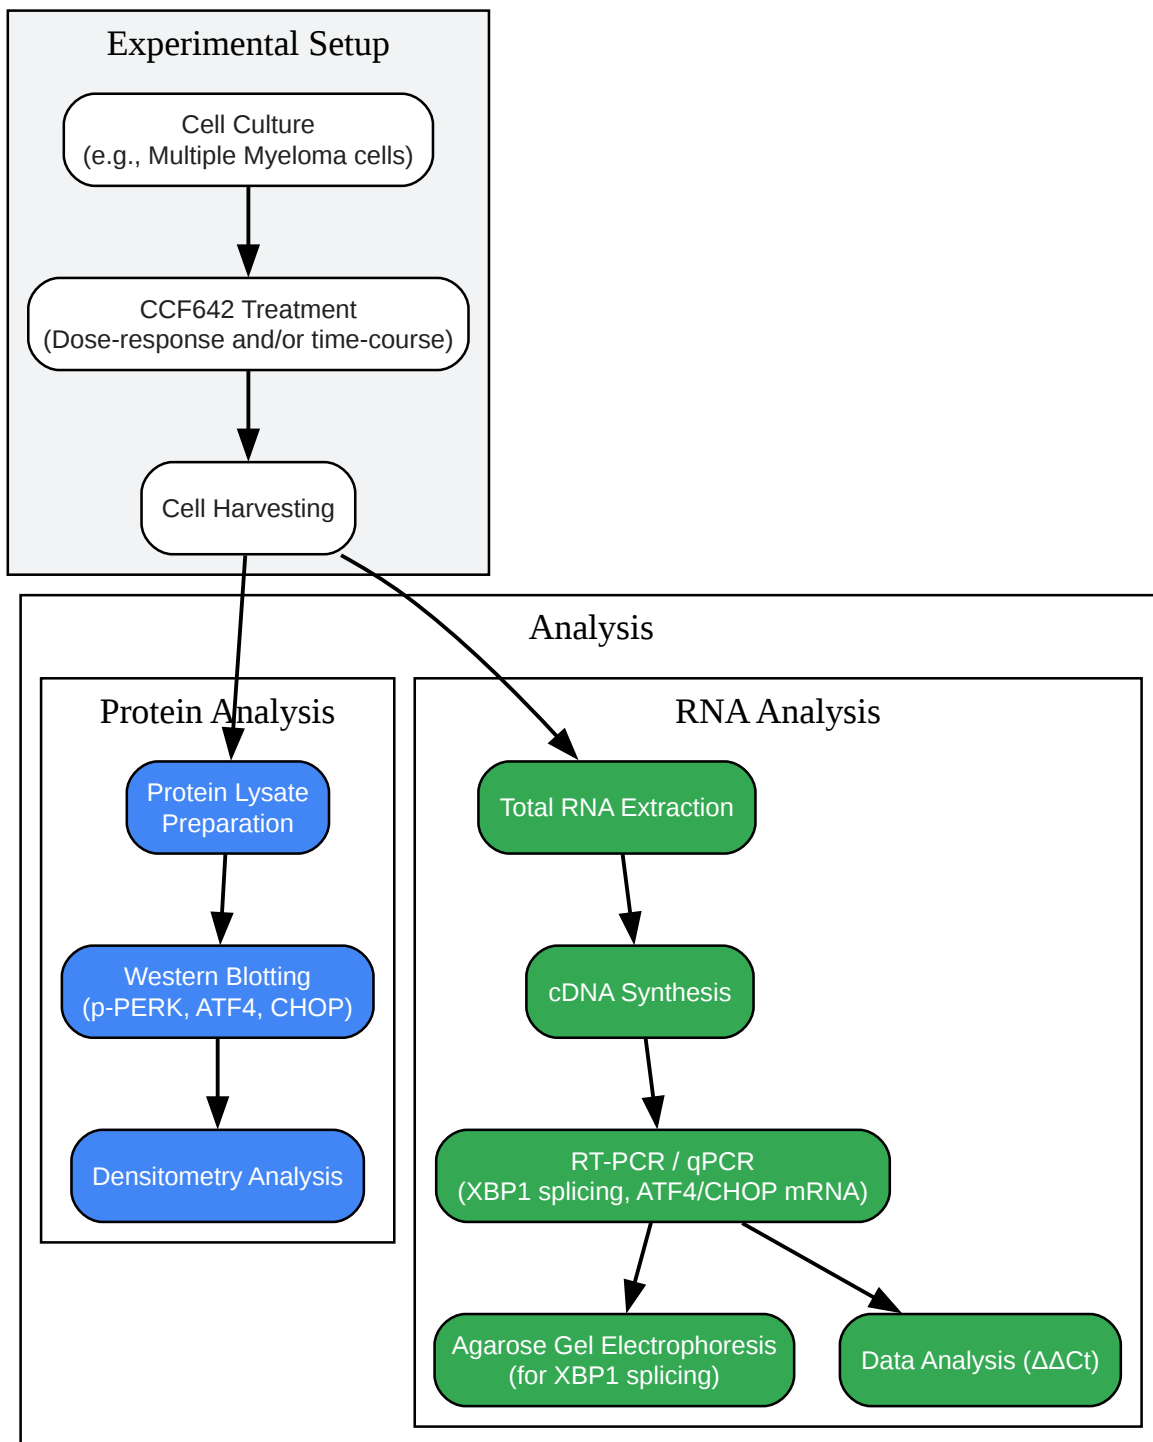 Experimental Setup
Cell Culture
(e.g., Multiple Myeloma cells)
CCF642 Treatment
(Dose-response and/or time-course)
Cell Harvesting
Analysis
Protein Analysis
Protein Lysate
Preparation
Western Blotting
(p-PERK, ATF4, CHOP)
Densitometry Analysis
RNA Analysis
Total RNA Extraction
cDNA Synthesis
RT-PCR / qPCR
(XBP1 splicing, ATF4/CHOP mRNA)
Agarose Gel Electrophoresis
(for XBP1 splicing)
Data Analysis (ΔΔCt)